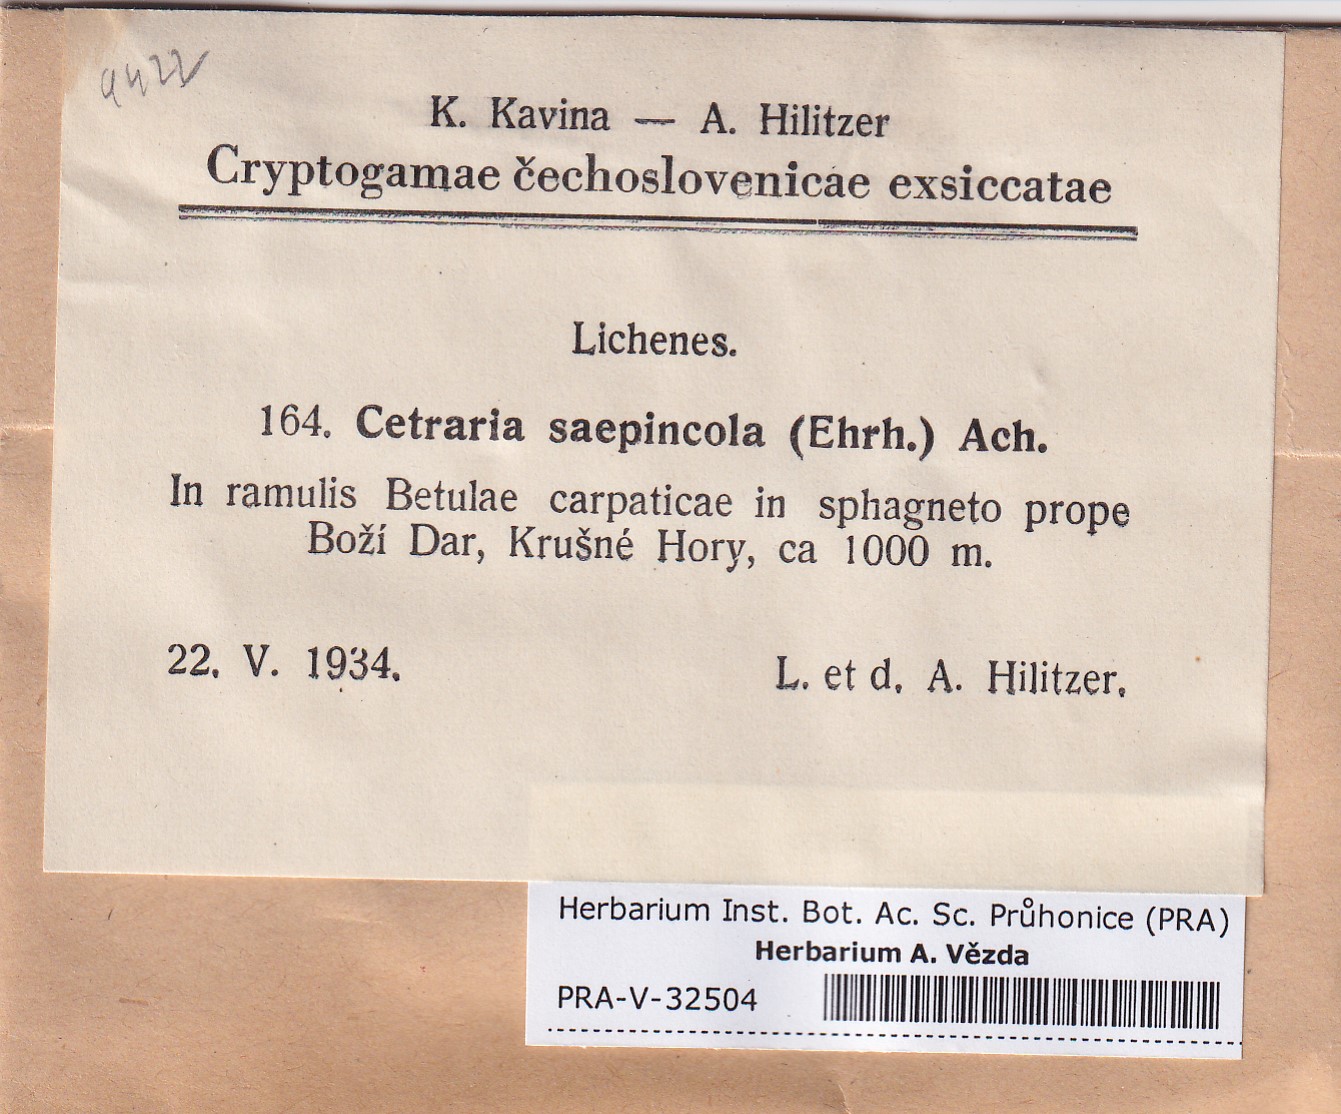 K. Kavina — A. Hilitzer
Cryptogamae čechoslovenicae exsiccatae
Lichenes.
164. Cetraria saepincola (Ehrh.) Ach.
In ramulis Betulae carpaticae in sphagneto prope
Boží Dar, Krušné Hory, ca 1000 m.
22. V. 1934.
L. et d. A. Hilitzer.
Herbarium Inst. Bot. Ac. Sc. Průhonice (PRA)
Herbarium A. Vězda
PRA-V-32504